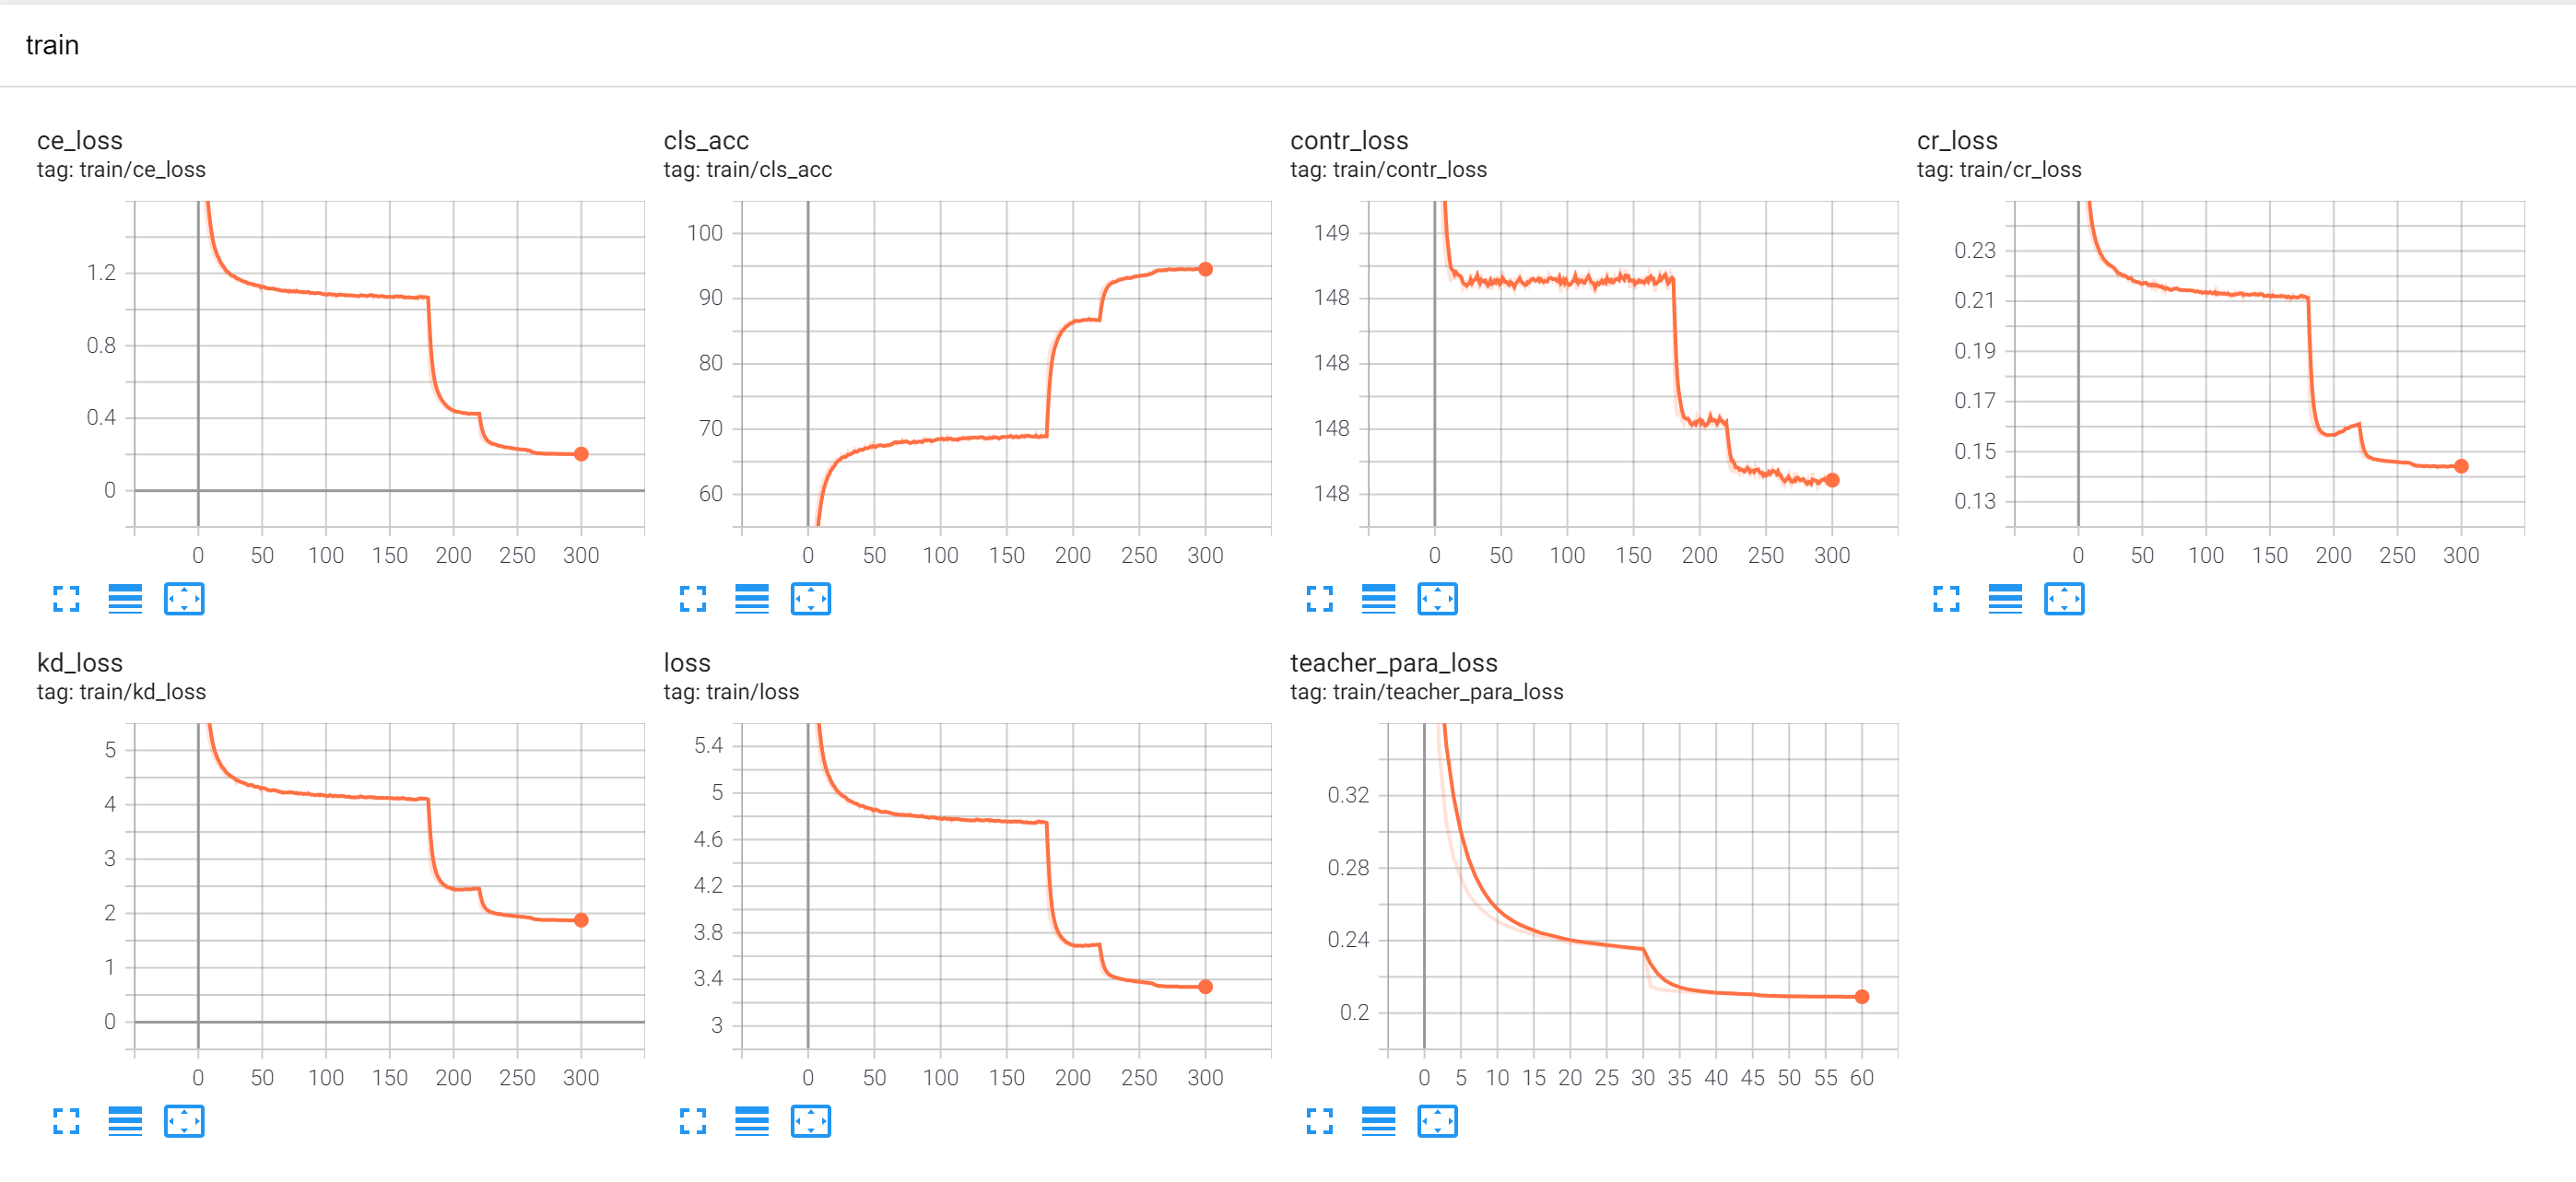 train
ce_loss
tag: train/ce_loss
1.2
0.8
0.4
0
0 50 100 150 200 250 300
cls_acc
tag: train/cls_acc
100
90
80
70
60
0 50 100 150 200 250 300
contr_loss
tag: train/contr_loss
149
148
148
148
148
0 50 100 150 200 250 300
cr_loss
tag: train/cr_loss
0.23
0.21
0.19
0.17
0.15
0.13
0 50 100 150 200 250 300
kd_loss
tag: train/kd_loss
5
4
3
2
1
0
0 50 100 150 200 250 300
loss
tag: train/loss
5.4
5
4.6
4.2
3.8
3.4
3
0 50 100 150 200 250 300
teacher_para_loss
tag: train/teacher_para_loss
0.32
0.28
0.24
0.2
0 5 10 15 20 25 30 35 40 45 50 55 60